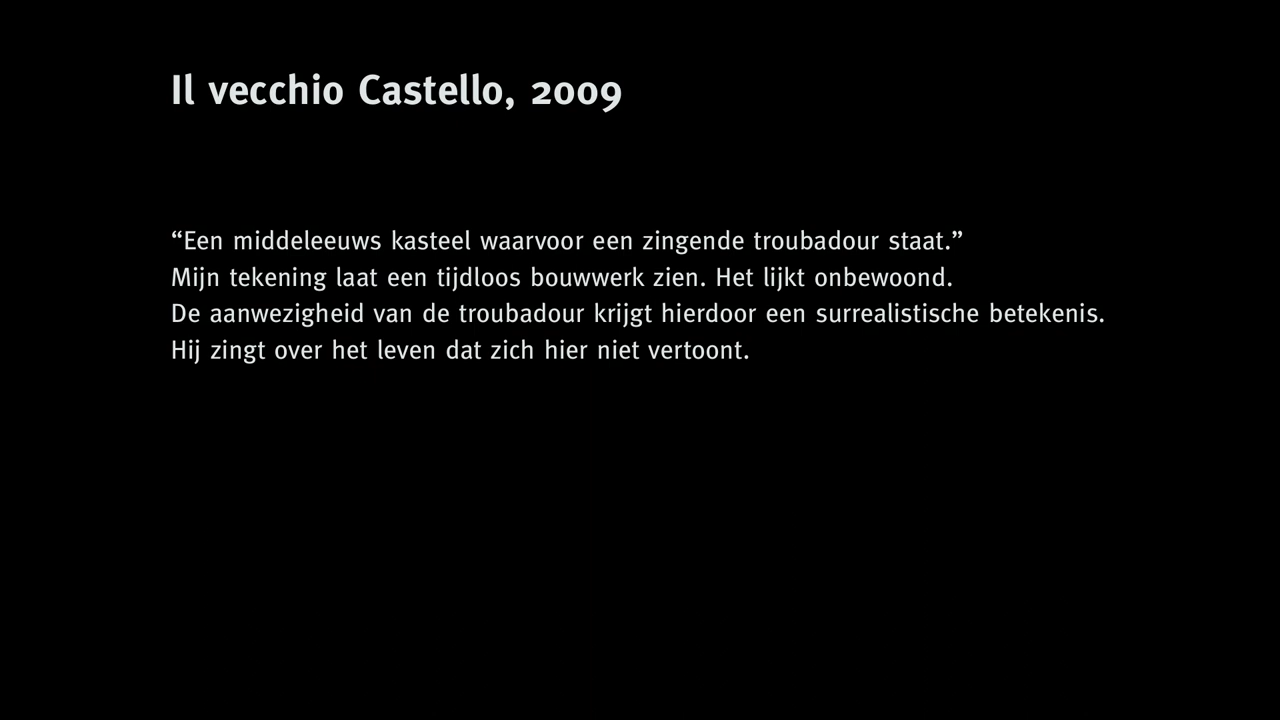 Il vecchio Castello, 2009
“Een middeleeuws kasteel waarvoor een zingende troubadour staat.”
Mijn tekening laat een tijdloos bouwwerk zien. Het lijkt onbewoond.
De aanwezigheid van de troubadour krijgt hierdoor een surrealistische betekenis.
Hij zingt over het leven dat zich hier niet vertoont.